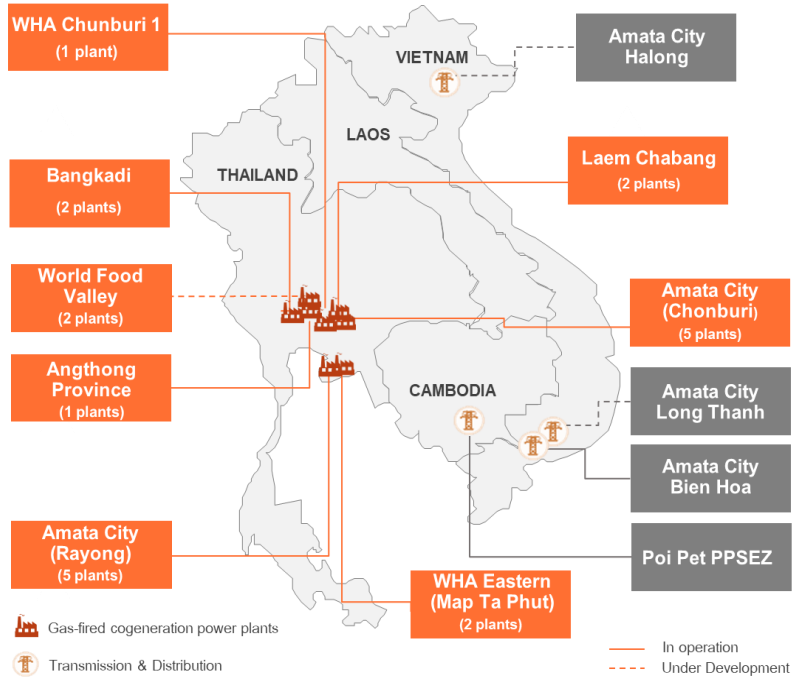 WHA Chunburi 1
(1 plant)
VIETNAM
Amata City
Halong
LAOS
THAILAND
Bangkadi
(2 plants)
Laem Chabang
(2 plants)
World Food
Valley
(2 plants)
Amata City
(Chonburi)
(5 plants)
Angthong
Province
(1 plants)
CAMBODIA
Amata City
Long Thanh
Amata City
Bien Hoa
Amata City
(Rayong)
(5 plants)
Poi Pet PPSEZ
WHA Eastern
(Map Ta Phut)
(2 plants)
Gas-fired cogeneration power plants
Transmission & Distribution
In operation
Under Development